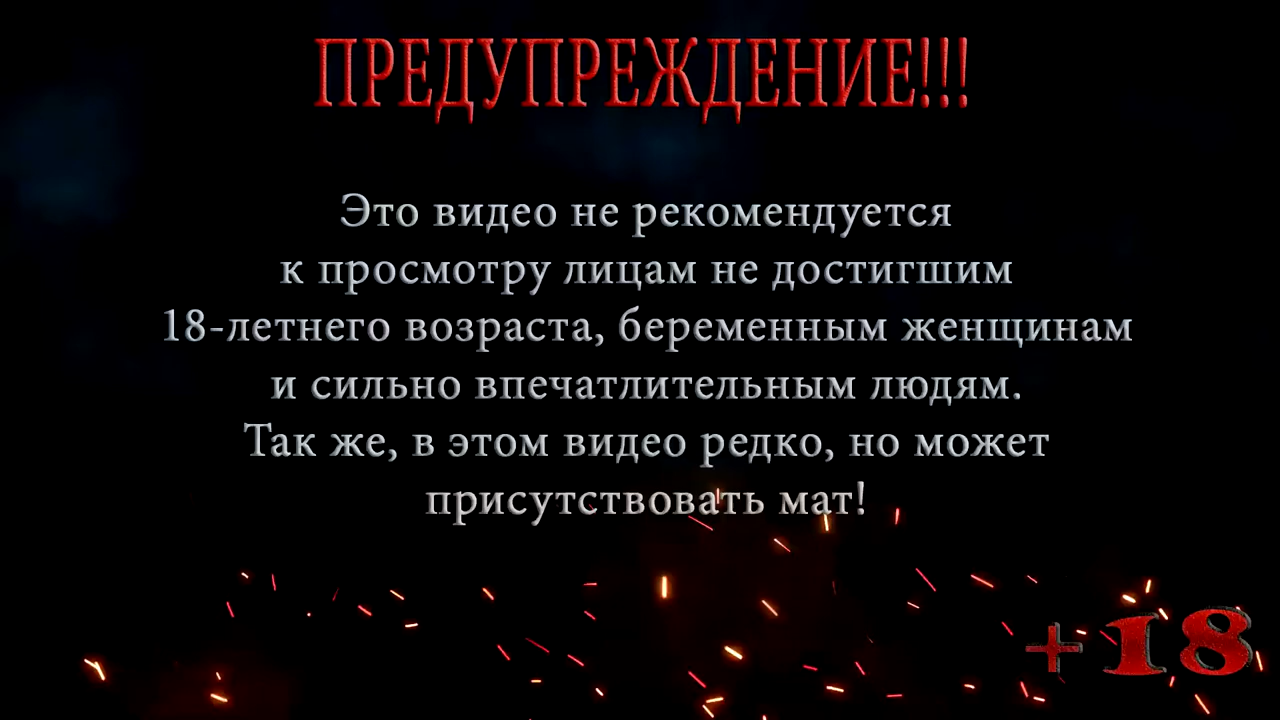 ПРЕДУПРЕЖДЕНИЕ!!!
Это видео не рекомендуется
к просмотру лицам не достигшим
18-летнего возраста, беременным женщинам
и сильно впечатлительным людям.
Так же, в этом видео редко, но может
присутствовать мат!
+18